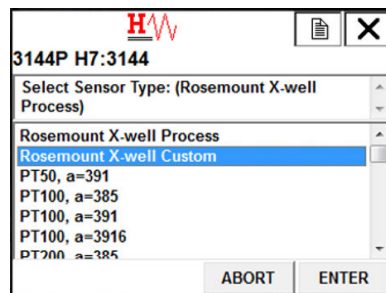 H
3144P H7:3144
Select Sensor Type: (Rosemount X-well
Process)
Rosemount X-well Process
Rosemount X-well Custom
PT50, a=391
PT100, a=385
PT100, a=391
PT100, a=3916
PT200, a=385
ABORT ENTER